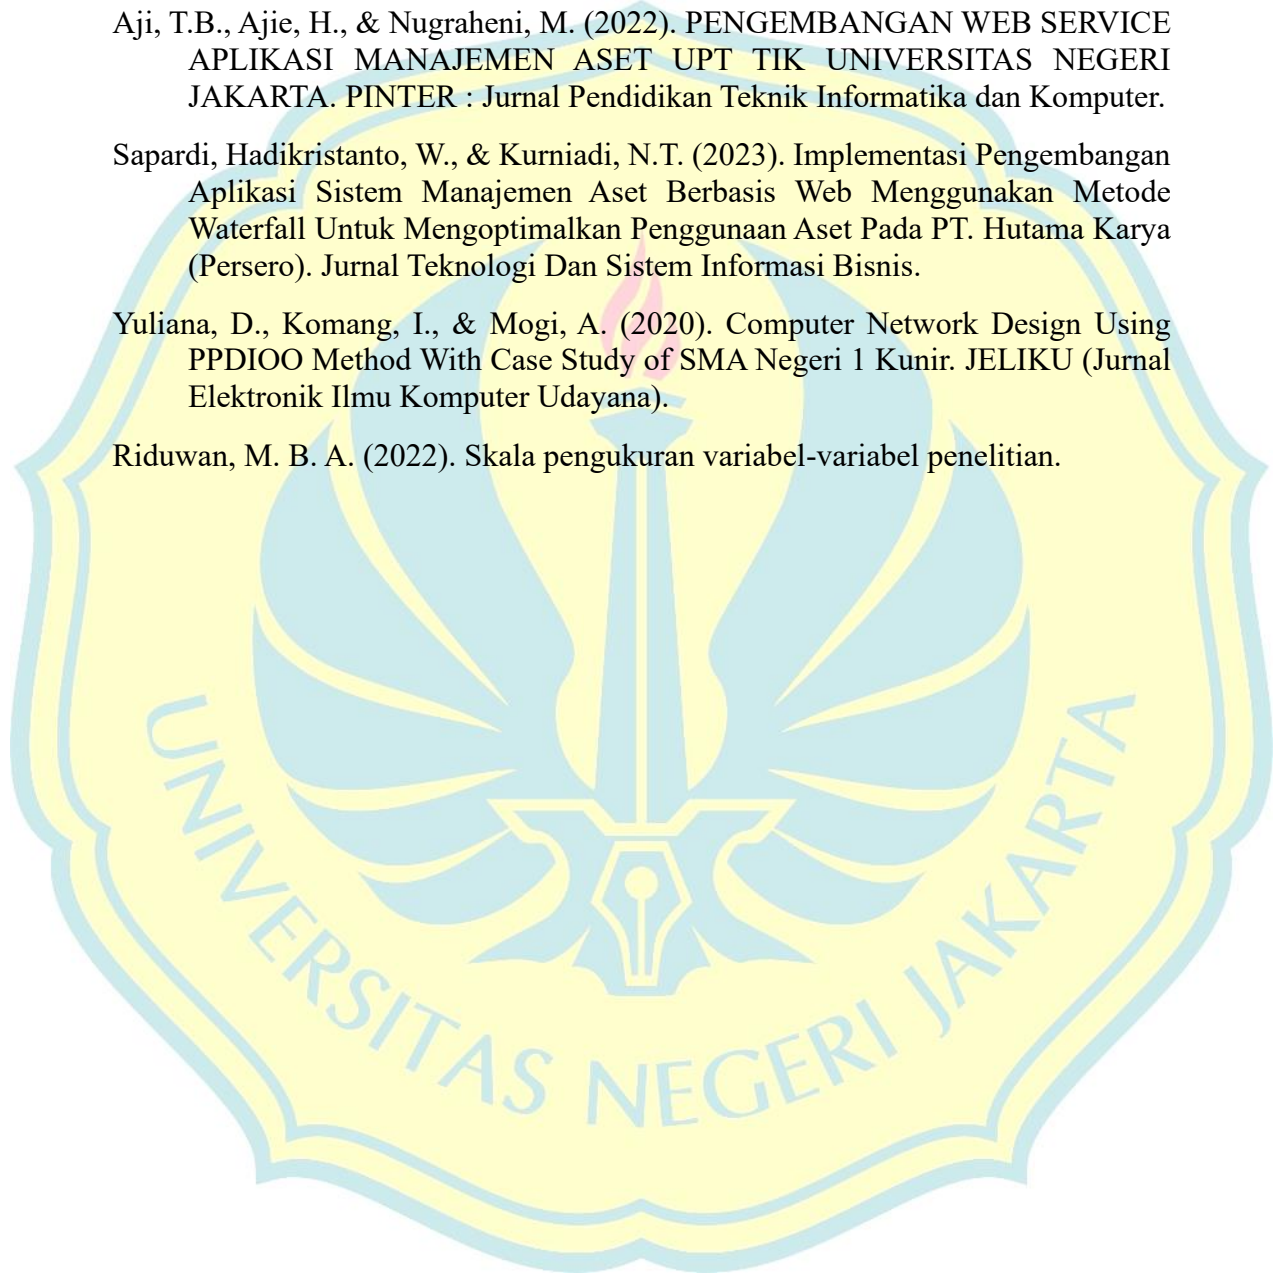 Aji, T.B., Ajie, H., & Nugraheni, M. (2022). PENGEMBANGAN WEB SERVICE
APLIKASI MANAJEMEN ASET UPT TIK UNIVERSITAS NEGERI
JAKARTA. PINTER : Jurnal Pendidikan Teknik Informatika dan Komputer.
Sapardi, Hadikristanto, W., & Kurniadi, N.T. (2023). Implementasi Pengembangan
Aplikasi Sistem Manajemen Aset Berbasis Web Menggunakan Metode
Waterfall Untuk Mengoptimalkan Penggunaan Aset Pada PT. Hutama Karya
(Persero). Jurnal Teknologi Dan Sistem Informasi Bisnis.
Yuliana, D., Komang, I., & Mogi, A. (2020). Computer Network Design Using
PPDIOO Method With Case Study of SMA Negeri 1 Kunir. JELIKU (Jurnal
Elektronik Ilmu Komputer Udayana).
Riduwan, M. B. A. (2022). Skala pengukuran variabel-variabel penelitian.
UNIVERSITAS NEGERI JAKARTA